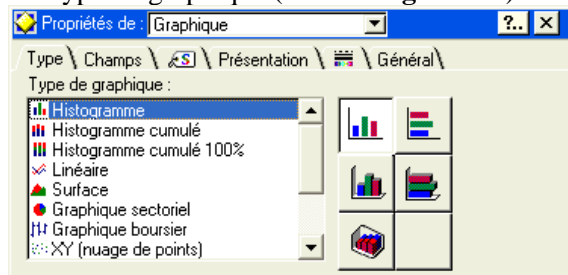 Propriétés de : Graphique ?..
Type Champs Présentation Général
Type de graphique :
Histogramme
Histogramme cumulé
Histogramme cumulé 100%
Linéaire
Surface
Graphique sectoriel
Graphique boursier
XY (nuage de points)